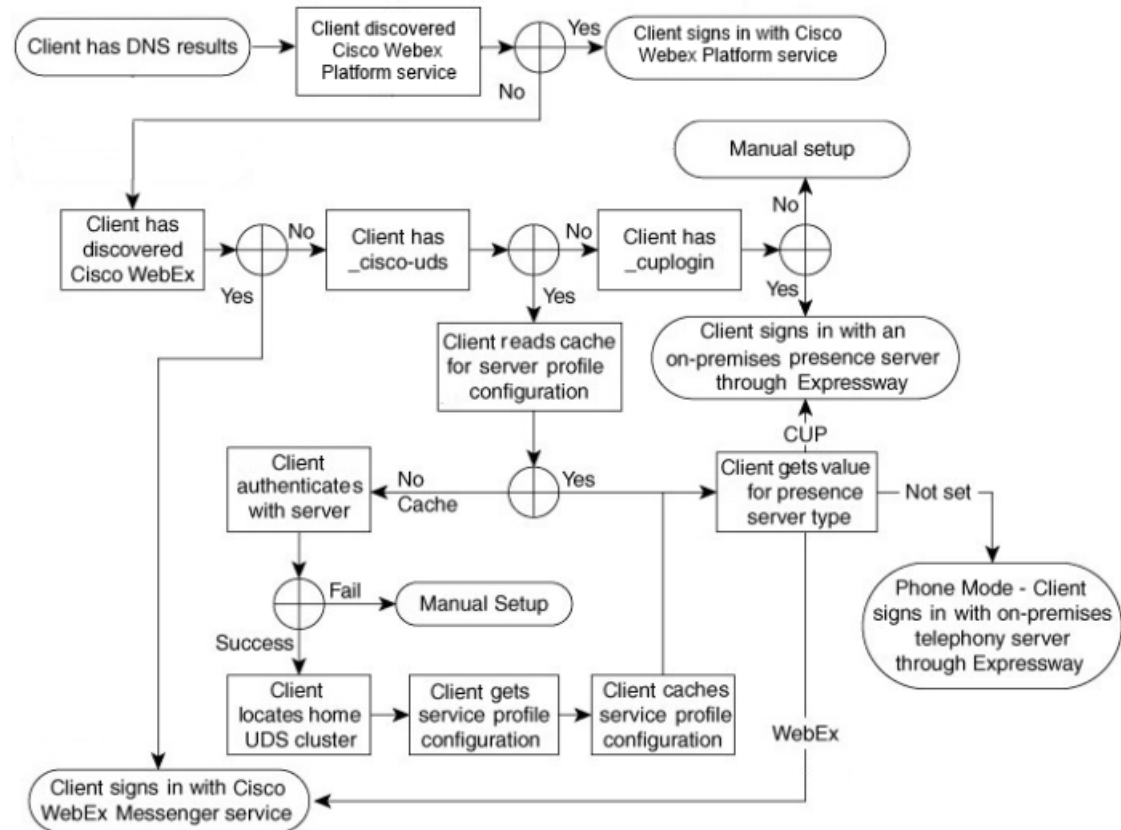 Client has DNS results
Client discovered
Cisco Webex
Platform service
Yes
Client signs in with Cisco
Webex Platform service
No
Manual setup
No
Client has
discovered
Cisco WebEx
No
Client has
_cisco-uds
No
Client has
_cuplogin
Yes
Yes
Yes
Client reads cache
for server profile
configuration
Client signs in with an
on-premises presence server
through Expressway
CUP
Client
authenticates
with server
No
Cache
Yes
Client gets value
for presence
server type
Not set
Fail
Manual Setup
Success
Phone Mode - Client
signs in with on-premises
telephony server
through Expressway
Client
locates home
UDS cluster
Client gets
service profile
configuration
Client caches
service profile
configuration
WebEx
Client signs in with Cisco
WebEx Messenger service